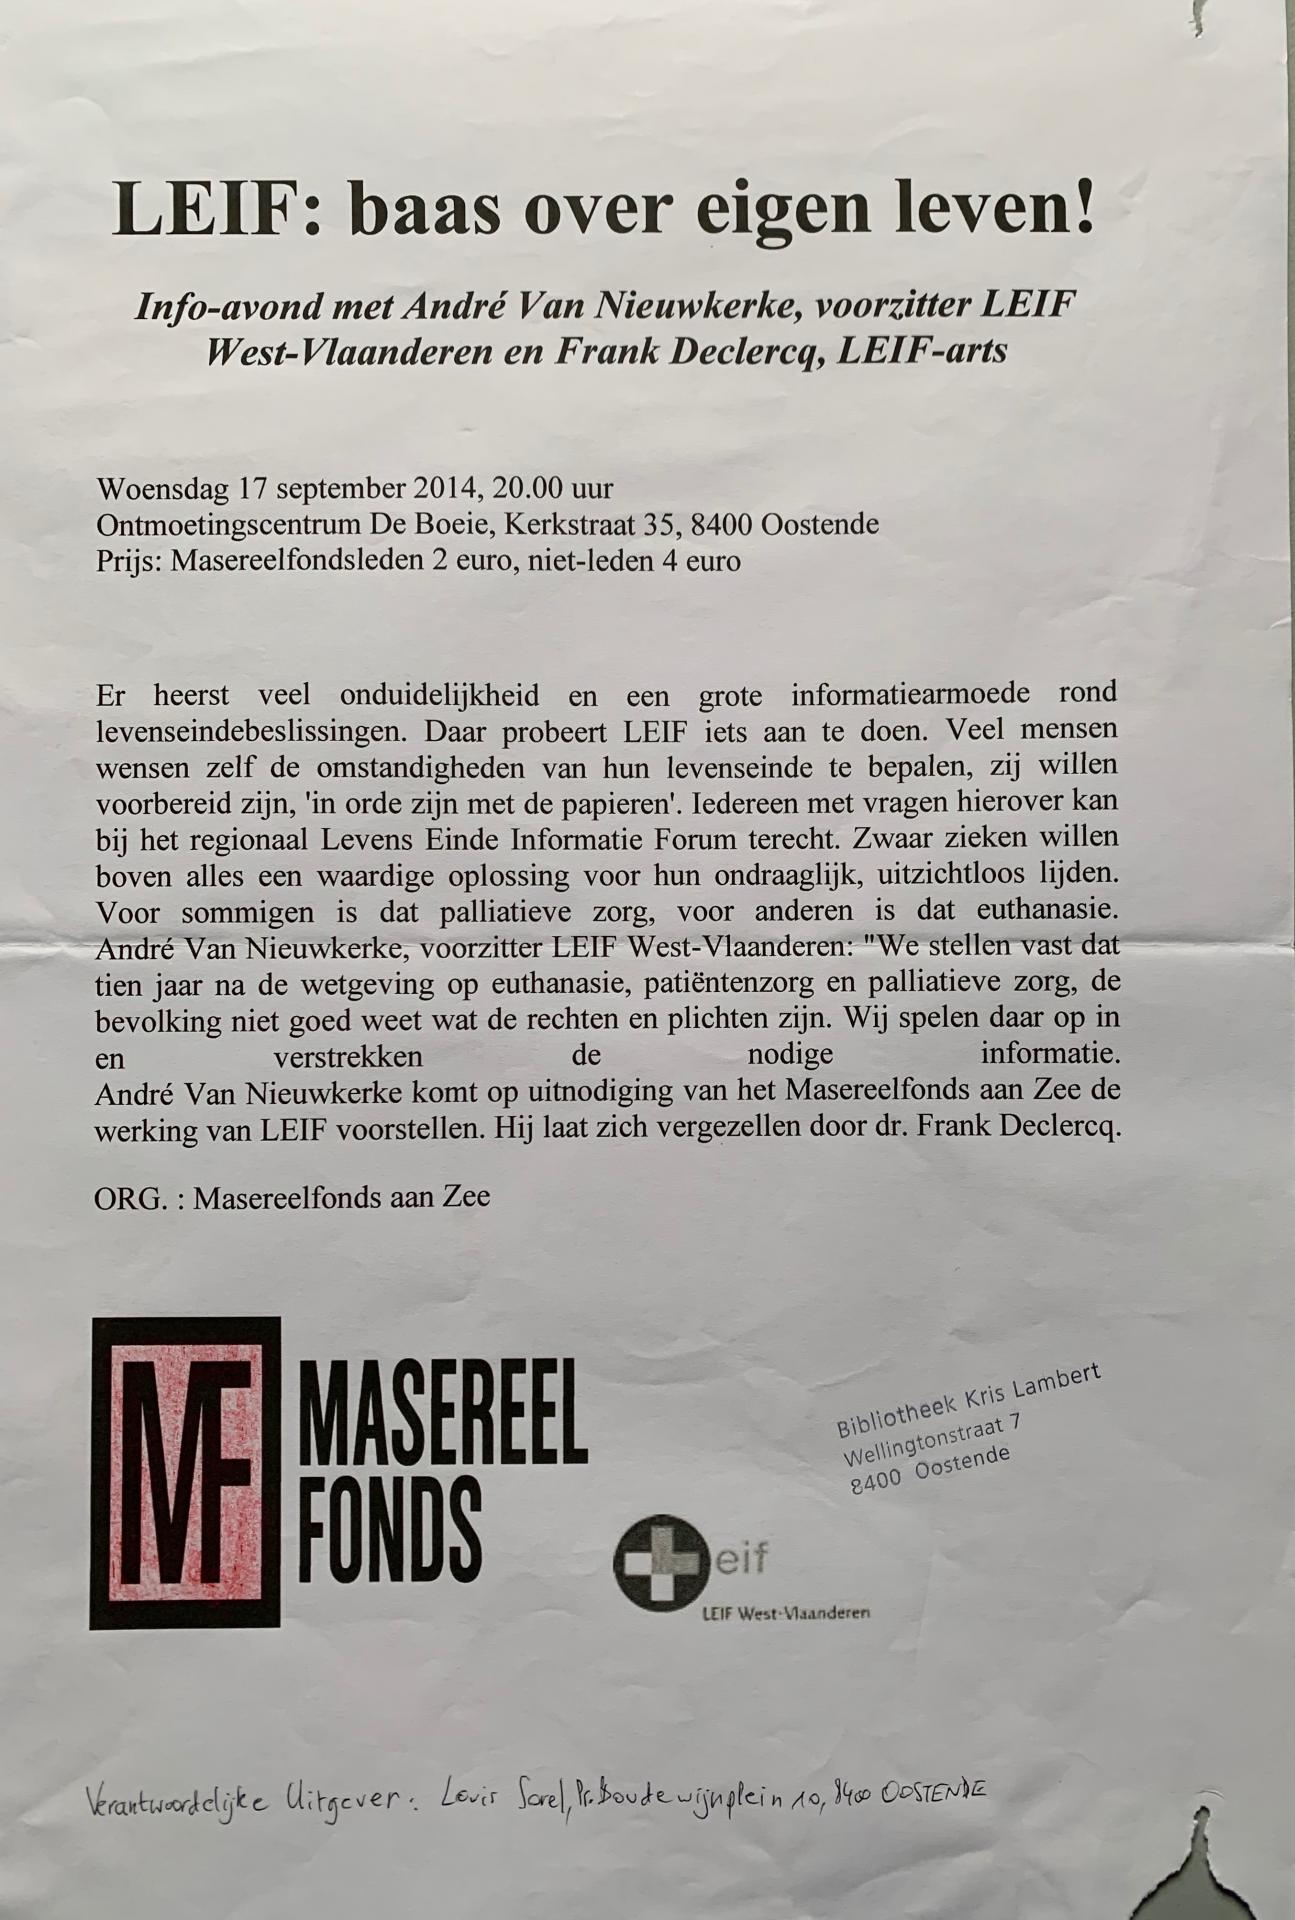 LEIF: baas over eigen leven!
Info-avond met André Van Nieuwkerke, voorzitter LEIF
West-Vlaanderen en Frank Declercq, LEIF-arts
Woensdag 17 september 2014, 20.00 uur
Ontmoetingscentrum De Boeie, Kerkstraat 35, 8400 Oostende
Prijs: Masereelfondsleden 2 euro, niet-leden 4 euro
Er heerst veel onduidelijkheid en een grote informatiearmoede rond
levenseindebeslissingen. Daar probeert LEIF iets aan te doen. Veel mensen
wensen zelf de omstandigheden van hun levenseinde te bepalen, zij willen
voorbereid zijn, 'in orde zijn met de papieren'. Iedereen met vragen hierover kan
bij het regionaal Levens Einde Informatie Forum terecht. Zwaar zieken willen
boven alles een waardige oplossing voor hun ondraaglijk, uitzichtloos lijden.
Voor sommigen is dat palliatieve zorg, voor anderen is dat euthanasie.
André Van Nieuwkerke, voorzitter LEIF West-Vlaanderen: "We stellen vast dat
tien jaar na de wetgeving op euthanasie, patiëntenzorg en palliatieve zorg, de
bevolking niet goed weet wat de rechten en plichten zijn. Wij spelen daar op in
en verstrekken de nodige informatie.
André Van Nieuwkerke komt op uitnodiging van het Masereelfonds aan Zee de
werking van LEIF voorstellen. Hij laat zich vergezellen door dr. Frank Declercq.
ORG. : Masereelfonds aan Zee
MF
MASEREEL
FONDS
Bibliotheek Kris Lambert
Wellingtonstraat 7
8400 Oostende
eif
LEIF West-Vlaanderen
Verantwoordelijke Uitgever: Louis Sorel, Pr. Boudewijnplein 10, 8400 OOSTENDE